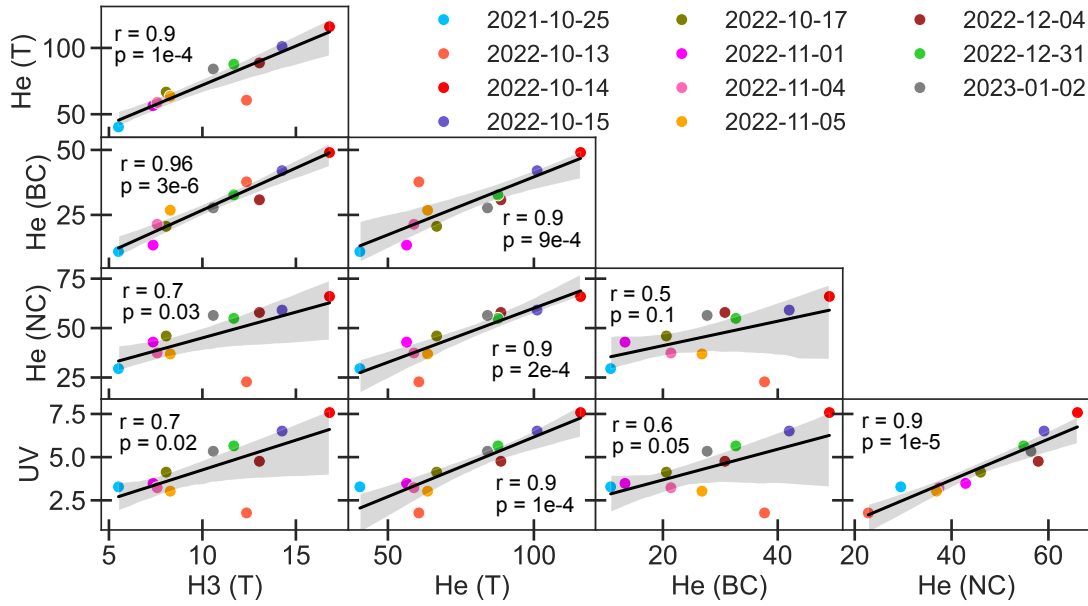 2021-10-25
2022-10-13
2022-10-14
2022-10-15
2022-10-17
2022-11-01
2022-11-04
2022-11-05
2022-12-04
2022-12-31
2023-01-02
He (T)
100
50
r = 0.9
p = 1e-4
He (BC)
50
25
r = 0.96
p = 3e-6
r = 0.9
p = 9e-4
He (NC)
75
50
25
r = 0.7
p = 0.03
r = 0.9
p = 2e-4
r = 0.5
p = 0.1
UV
7.5
5.0
2.5
r = 0.7
p = 0.02
r = 0.9
p = 1e-4
r = 0.6
p = 0.05
r = 0.9
p = 1e-5
5 10 15
50 100
20 40
20 40 60
H3 (T)
He (T)
He (BC)
He (NC)